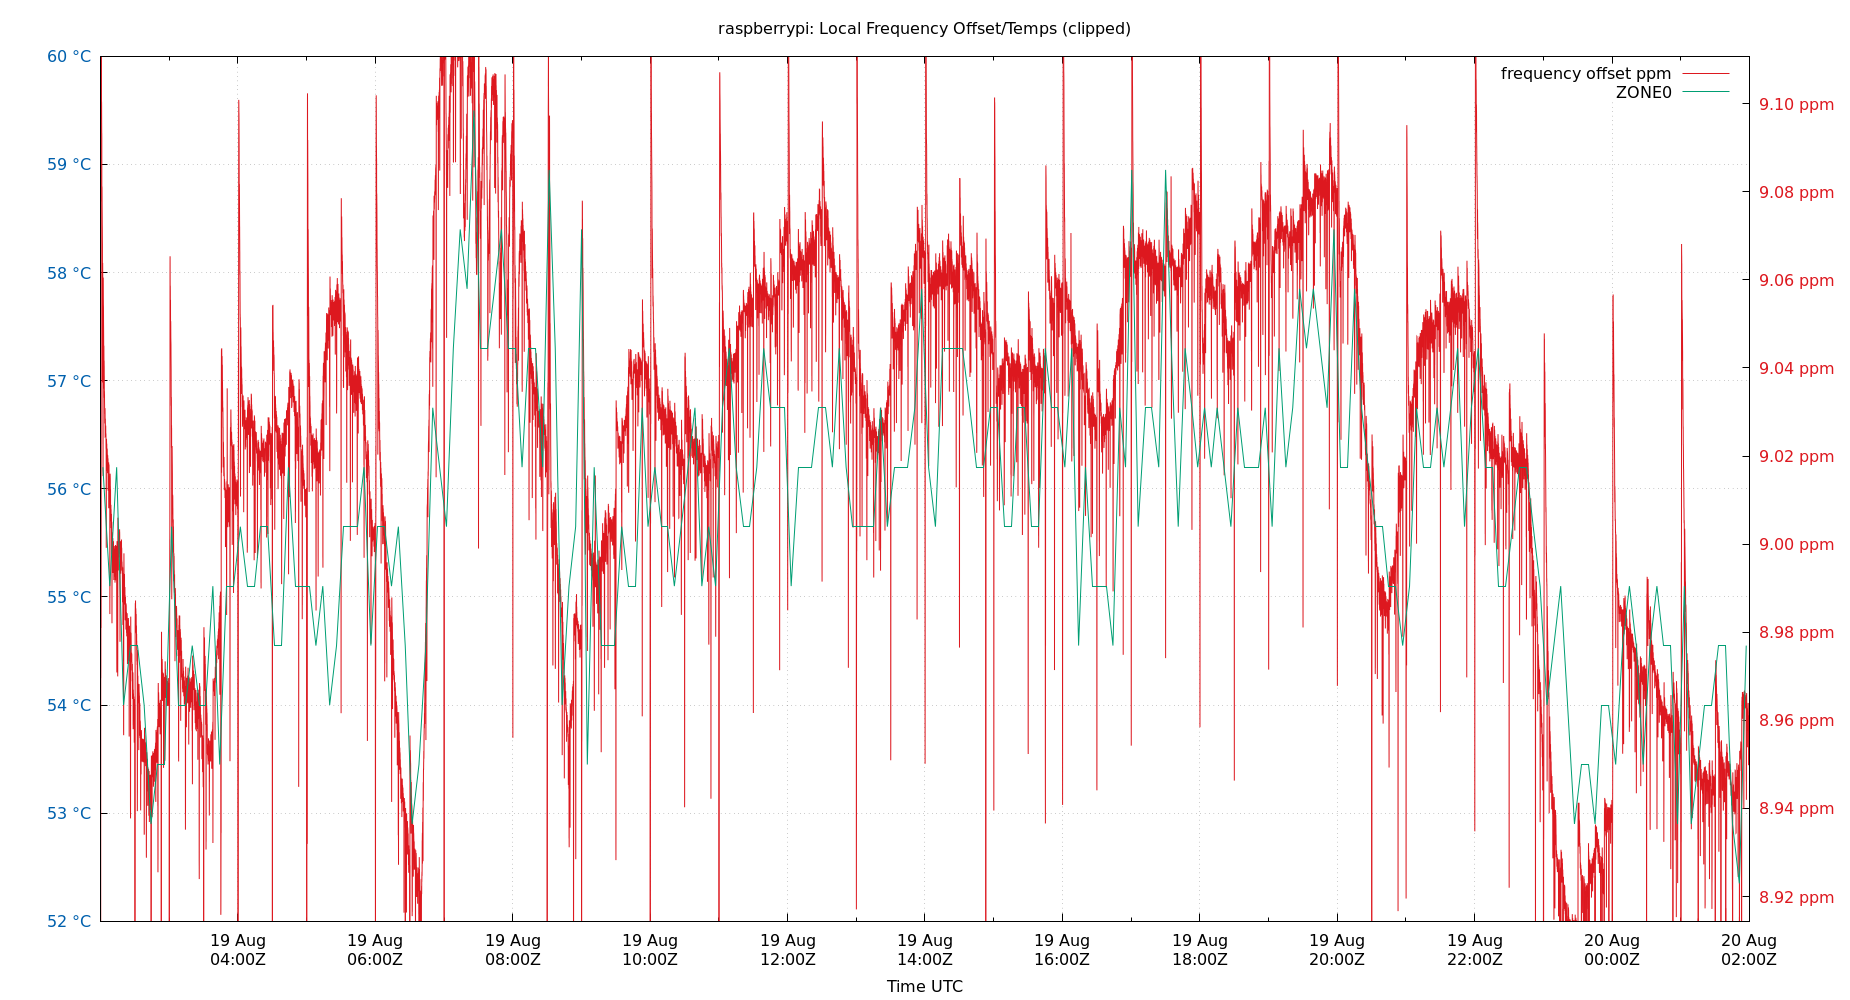 raspberrypi: Local Frequency Offset/Temps (clipped)
frequency offset ppm
ZONE0
60 °C
59 °C
58 °C
57 °C
56 °C
55 °C
54 °C
53 °C
52 °C
9.10 ppm
9.08 ppm
9.06 ppm
9.04 ppm
9.02 ppm
9.00 ppm
8.98 ppm
8.96 ppm
8.94 ppm
8.92 ppm
19 Aug 19 Aug 19 Aug 19 Aug 19 Aug 19 Aug 19 Aug 19 Aug 19 Aug 19 Aug 20 Aug 20 Aug
04:00Z 06:00Z 08:00Z 10:00Z 12:00Z 14:00Z 16:00Z 18:00Z 20:00Z 22:00Z 00:00Z 02:00Z
Time UTC